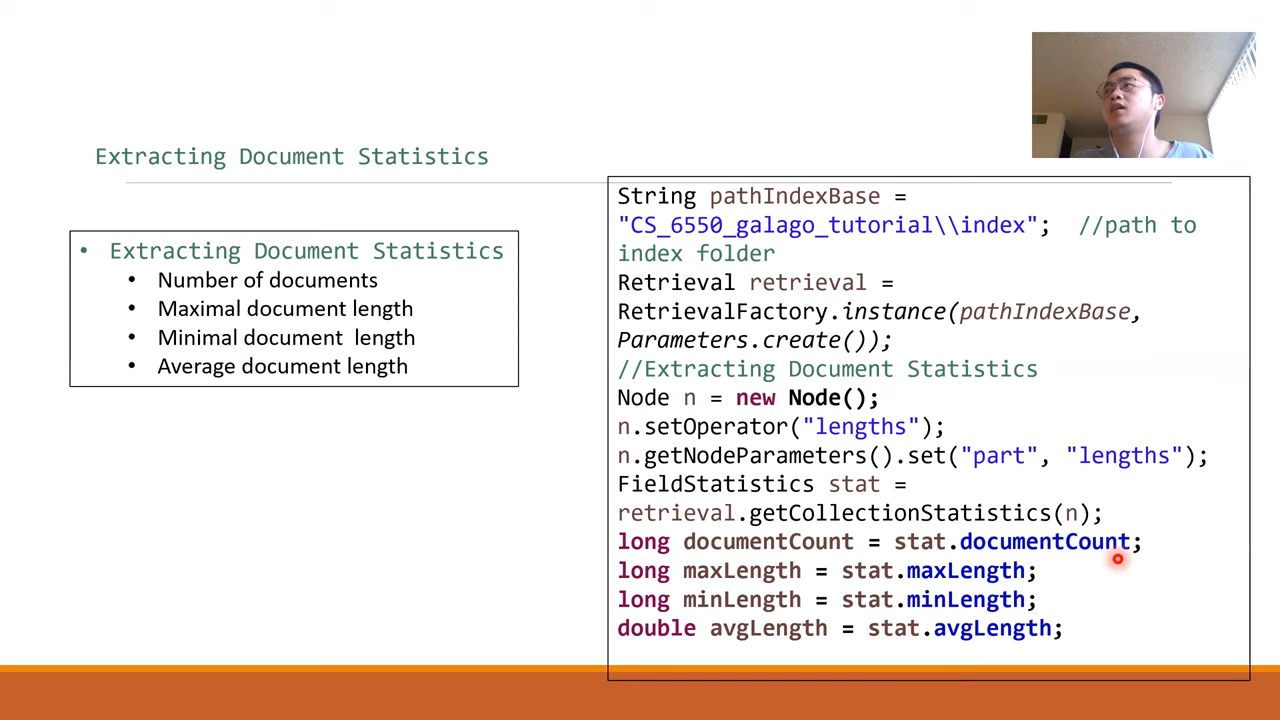 Extracting Document Statistics
• Extracting Document Statistics
• Number of documents
• Maximal document length
• Minimal document  length
• Average document length
String pathIndexBase =
"CS_6550_galago_tutorial\\index";  //path to
index folder
Retrieval retrieval =
RetrievalFactory.instance(pathIndexBase,
Parameters.create());
//Extracting Document Statistics
Node n = new Node();
n.setOperator("lengths");
n.getNodeParameters().set("part", "lengths");
FieldStatistics stat =
retrieval.getCollectionStatistics(n);
long documentCount = stat.documentCount;
long maxLength = stat.maxLength;
long minLength = stat.minLength;
double avgLength = stat.avgLength;